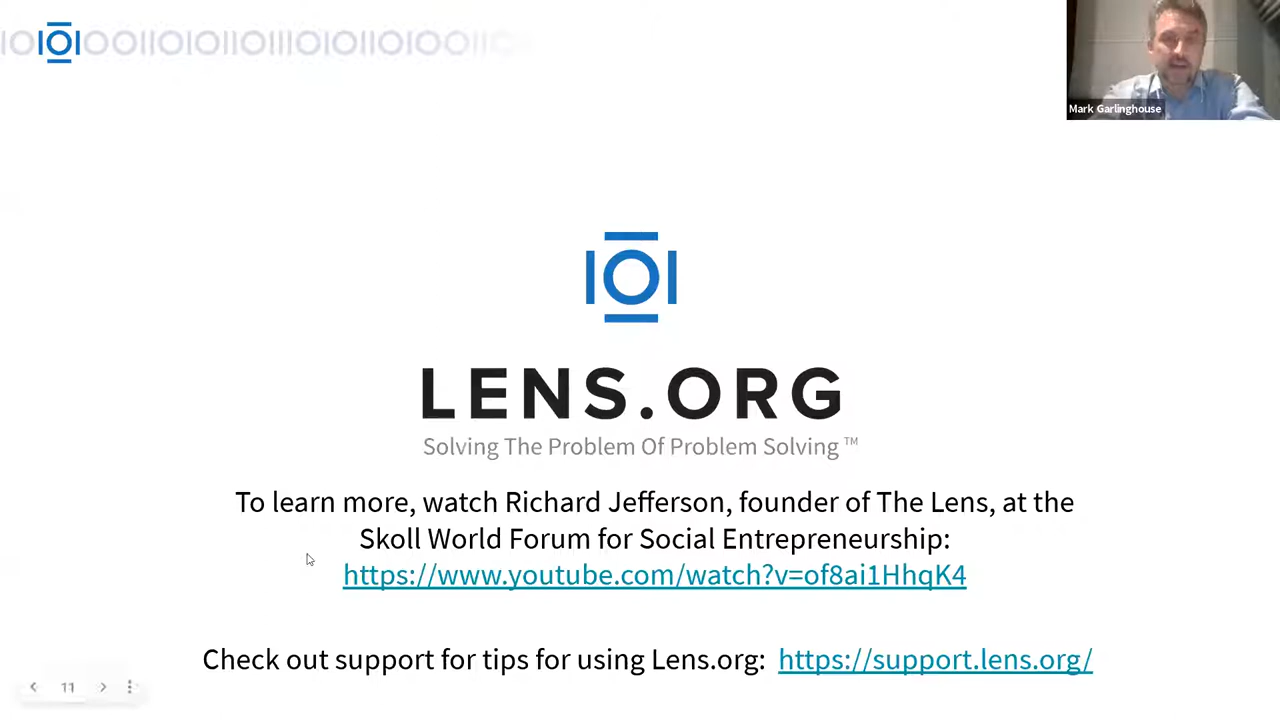 Mark Garlinghouse
LENS.ORG
Solving The Problem Of Problem Solving ™
To learn more, watch Richard Jefferson, founder of The Lens, at the
Skoll World Forum for Social Entrepreneurship:
https://www.youtube.com/watch?v=of8ai1HhqK4
Check out support for tips for using Lens.org: https://support.lens.org/
11